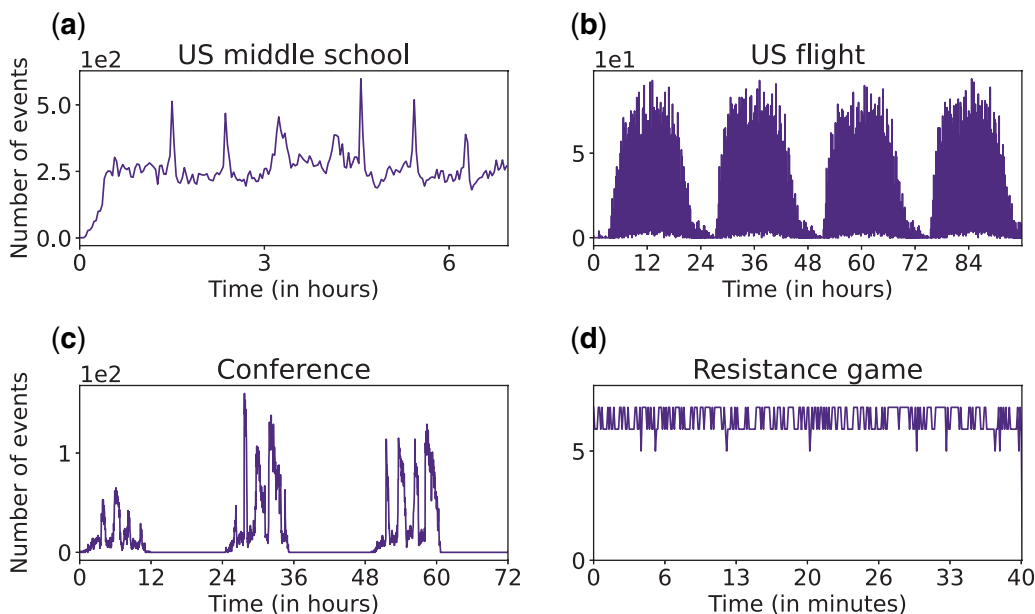 (a)
US middle school
1e2
Number of events
5.0
2.5
0.0
0 3 6
Time (in hours)
(b)
US flight
1e1
5
0
0 12 24 36 48 60 72 84
Time (in hours)
(c)
Conference
1e2
Number of events
1
0
0 12 24 36 48 60 72
Time (in hours)
(d)
Resistance game
5
0
0 6 13 20 26 33 40
Time (in minutes)